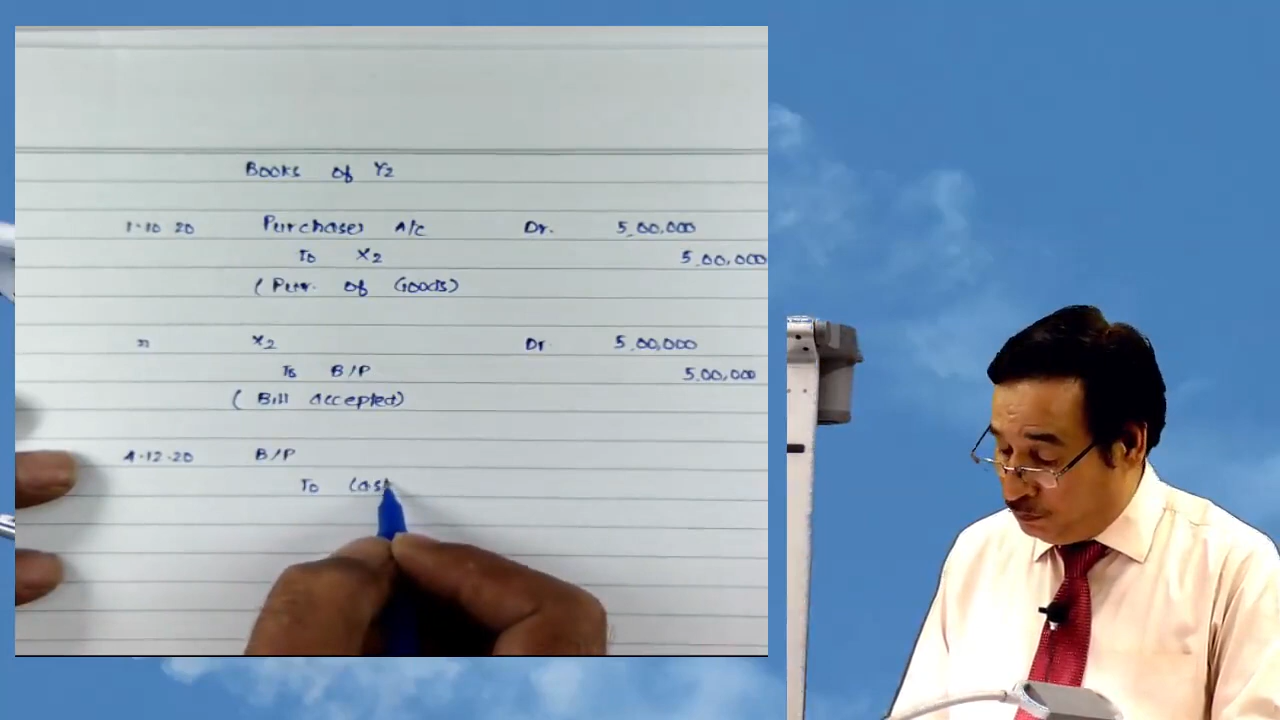 Books of Y2
1-10 20 Purchases A/c Dr. 5,00,000
To X2 5,00,000
(Purr. of Goods)
" X2 Dr 5,00,000
To B/P 5,00,000
(Bill accepted)
4-12-20 B/P
To Cash